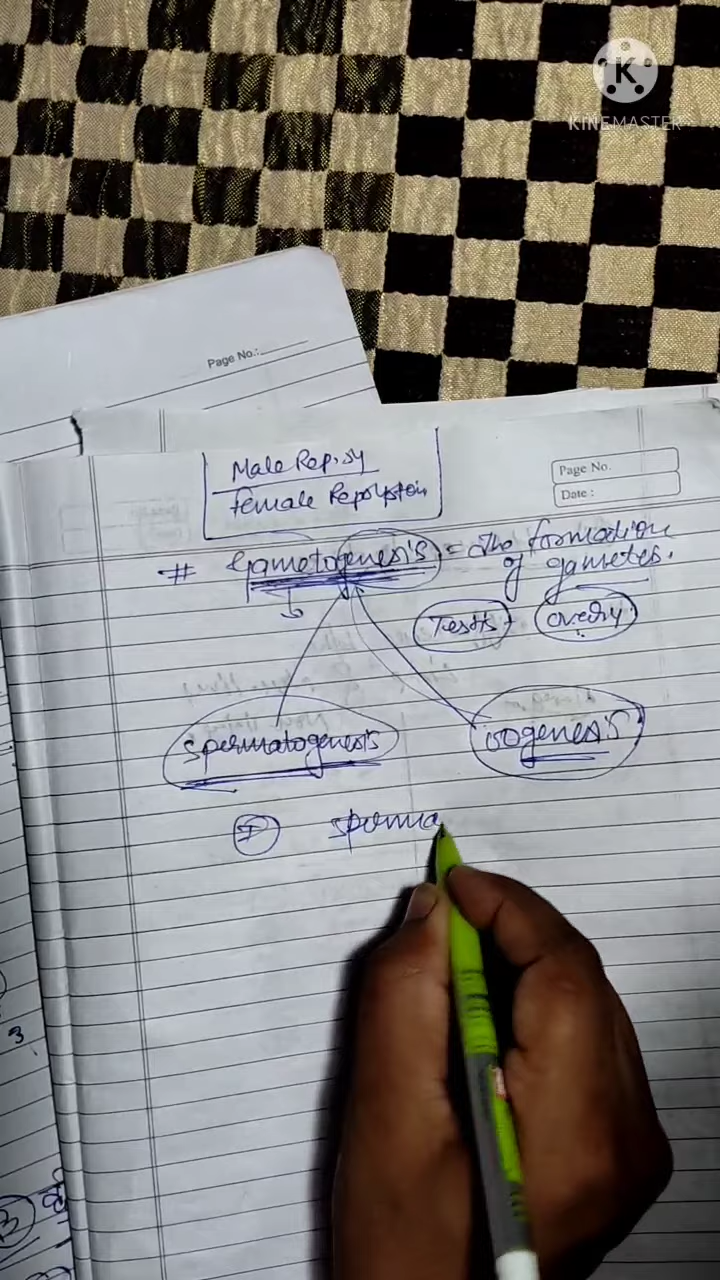 KINEMASTER
Page No.:
Page No.
Date :
Male Rep. sy
female Rep. system
# Gametogenesis = The formation
of gametes.
Testis - ovary.
spermatogenesis
oogenesis
I sperma
3